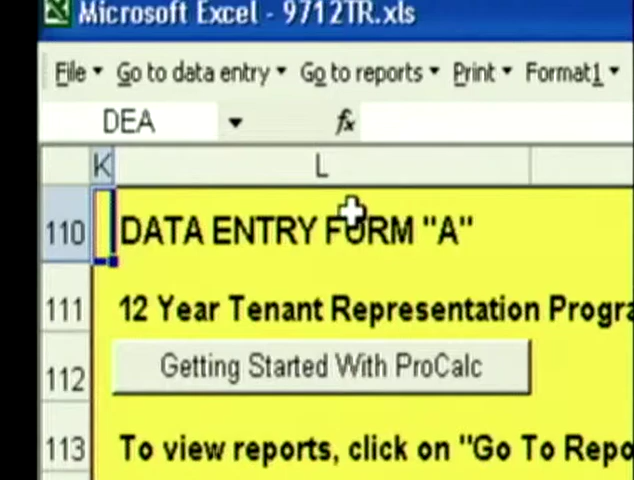 Microsoft Excel - 9712TR.xls
File Go to data entry Go to reports Print Format1
DEA fx
K L
110 DATA ENTRY FORM "A"
111 12 Year Tenant Representation Progra
112 Getting Started With ProCalc
113 To view reports, click on "Go To Repo